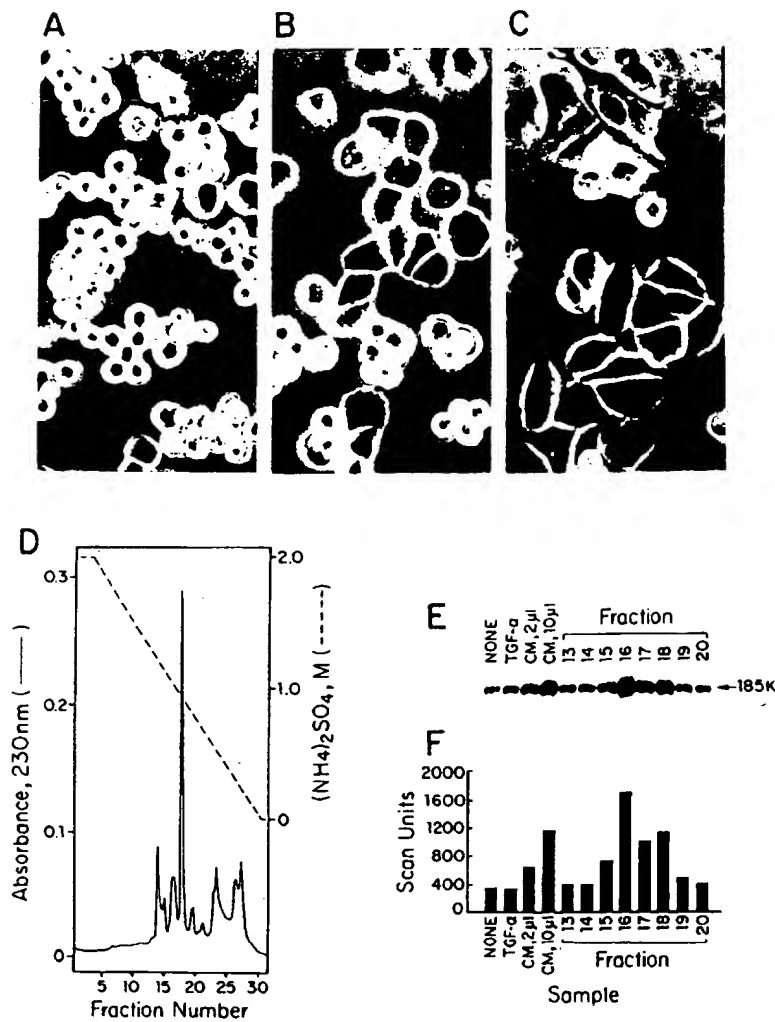 A B C
D
0.3
0.2
0.1
0
Absorbance, 230nm (———)
2.0
1.0
0
(NH4)₂SO₄, M (-----)
5 10 15 20 25 30
Fraction Number
E
NONE
TGF-α
CM, 2µl
CM, 10µl
Fraction
13 14 15 16 17 18 19 20
←185K
F
2000
1600
1200
800
400
0
Scan Units
NONE
TGF-α
CM, 2µl
CM, 10µl
13 14 15 16 17 18 19 20
Fraction
Sample